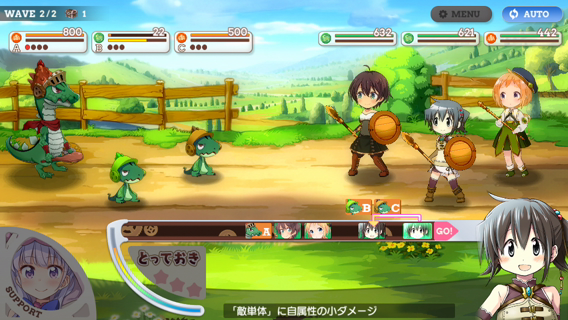 WAVE 2/2 1
MENU
AUTO
800
22
500
632
621
442
A
B
C
B
C
A
GO!
SUPPORT
とっておき
「敵単体」に自属性の小ダメージ